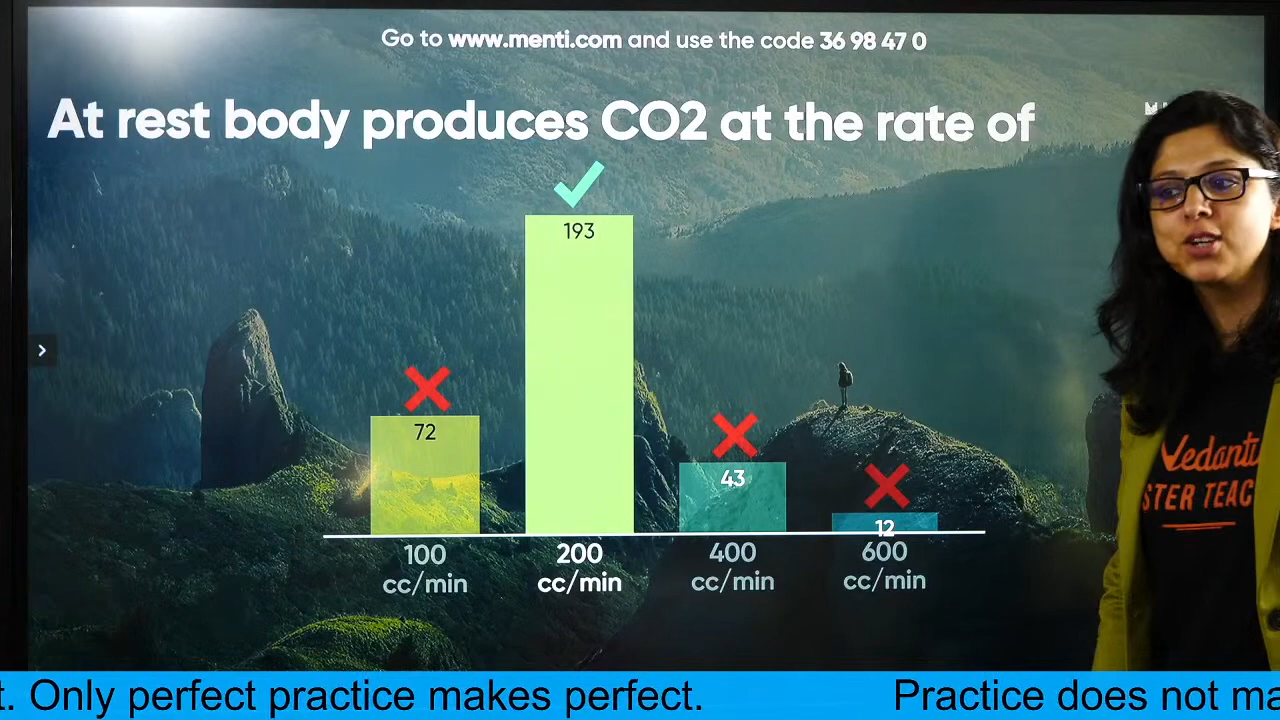 Go to www.menti.com and use the code 36 98 47 0
At rest body produces CO2 at the rate of
193
72
43
12
100 cc/min
200 cc/min
400 cc/min
600 cc/min
Vedantu
STER TEAC
t. Only perfect practice makes perfect. Practice does not ma